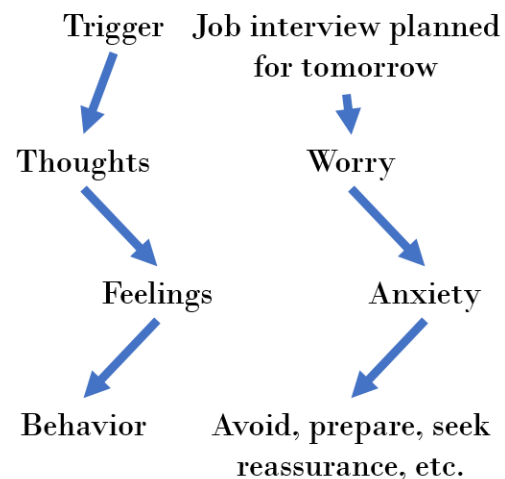 Trigger
Job interview planned
for tomorrow
Thoughts
Worry
Feelings
Anxiety
Behavior
Avoid, prepare, seek
reassurance, etc.